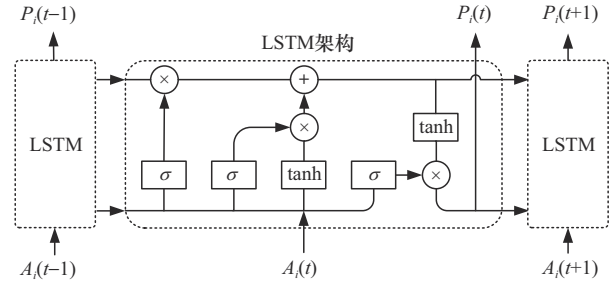 P_i(t−1) P_i(t) P_i(t+1)
LSTM架构
× +
×
tanh
LSTM LSTM
σ σ tanh σ ×
A_i(t−1) A_i(t) A_i(t+1)